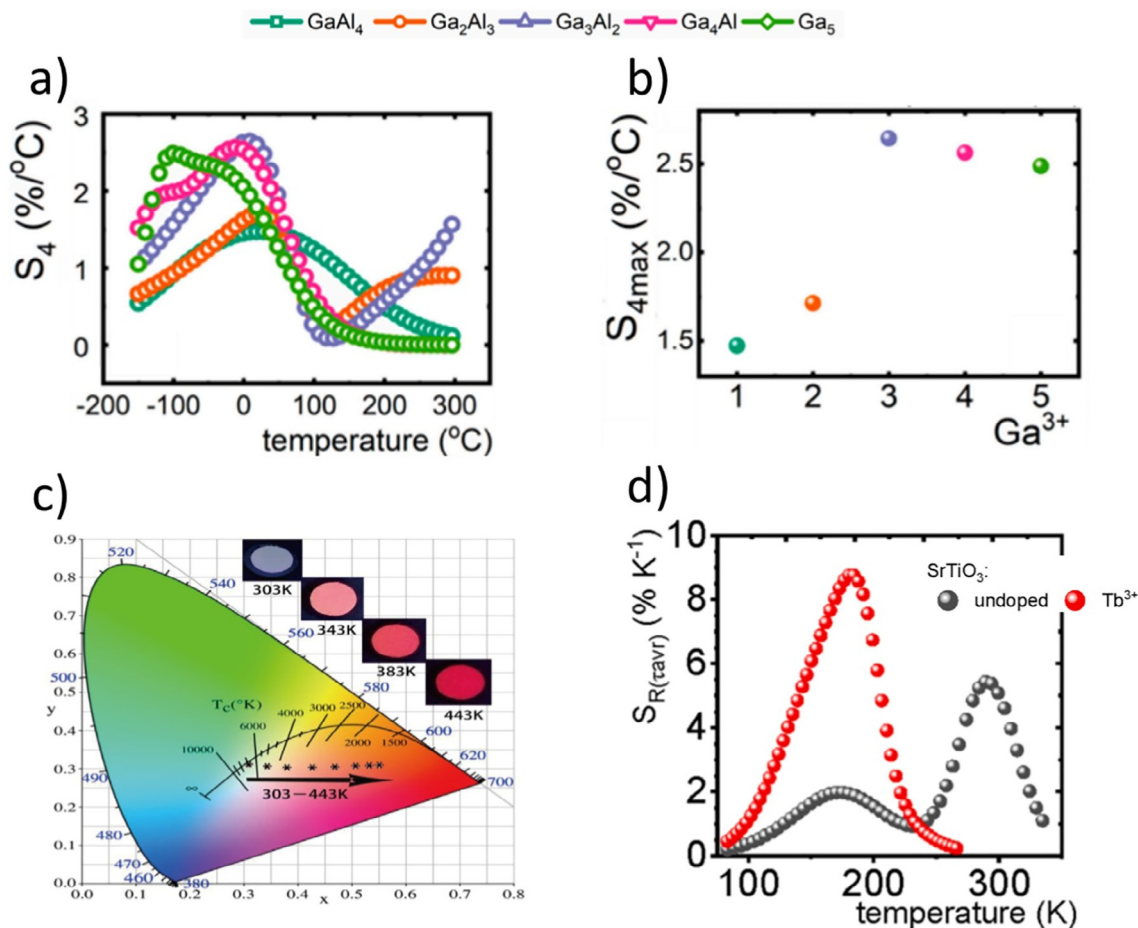 GaAl₄ Ga₂Al₃ Ga₃Al₂ Ga₄Al Ga₅
a)
S₄ (%/°C)
3
2
1
0
-200 -100 0 100 200 300
temperature (°C)
b)
S₄max (%/°C)
2.5
2.0
1.5
1 2 3 4 5
Ga³⁺
c)
0.9
0.8
0.7
0.6
0.5
y
0.4
0.3
0.2
0.1
0.0
0.0 0.1 0.2 0.3 0.4 0.5 0.6 0.7 0.8
x
520
540
560
580
600
620
700
500
490
480
470
460
380
303K
343K
383K
443K
T_C(°K)
∞
10000
6000
4000
3000
2500
2000
1500
303—443K
d)
S_R(τavr) (% K⁻¹)
10
8
6
4
2
0
SrTiO₃:
undoped Tb³⁺
100 200 300
temperature (K)